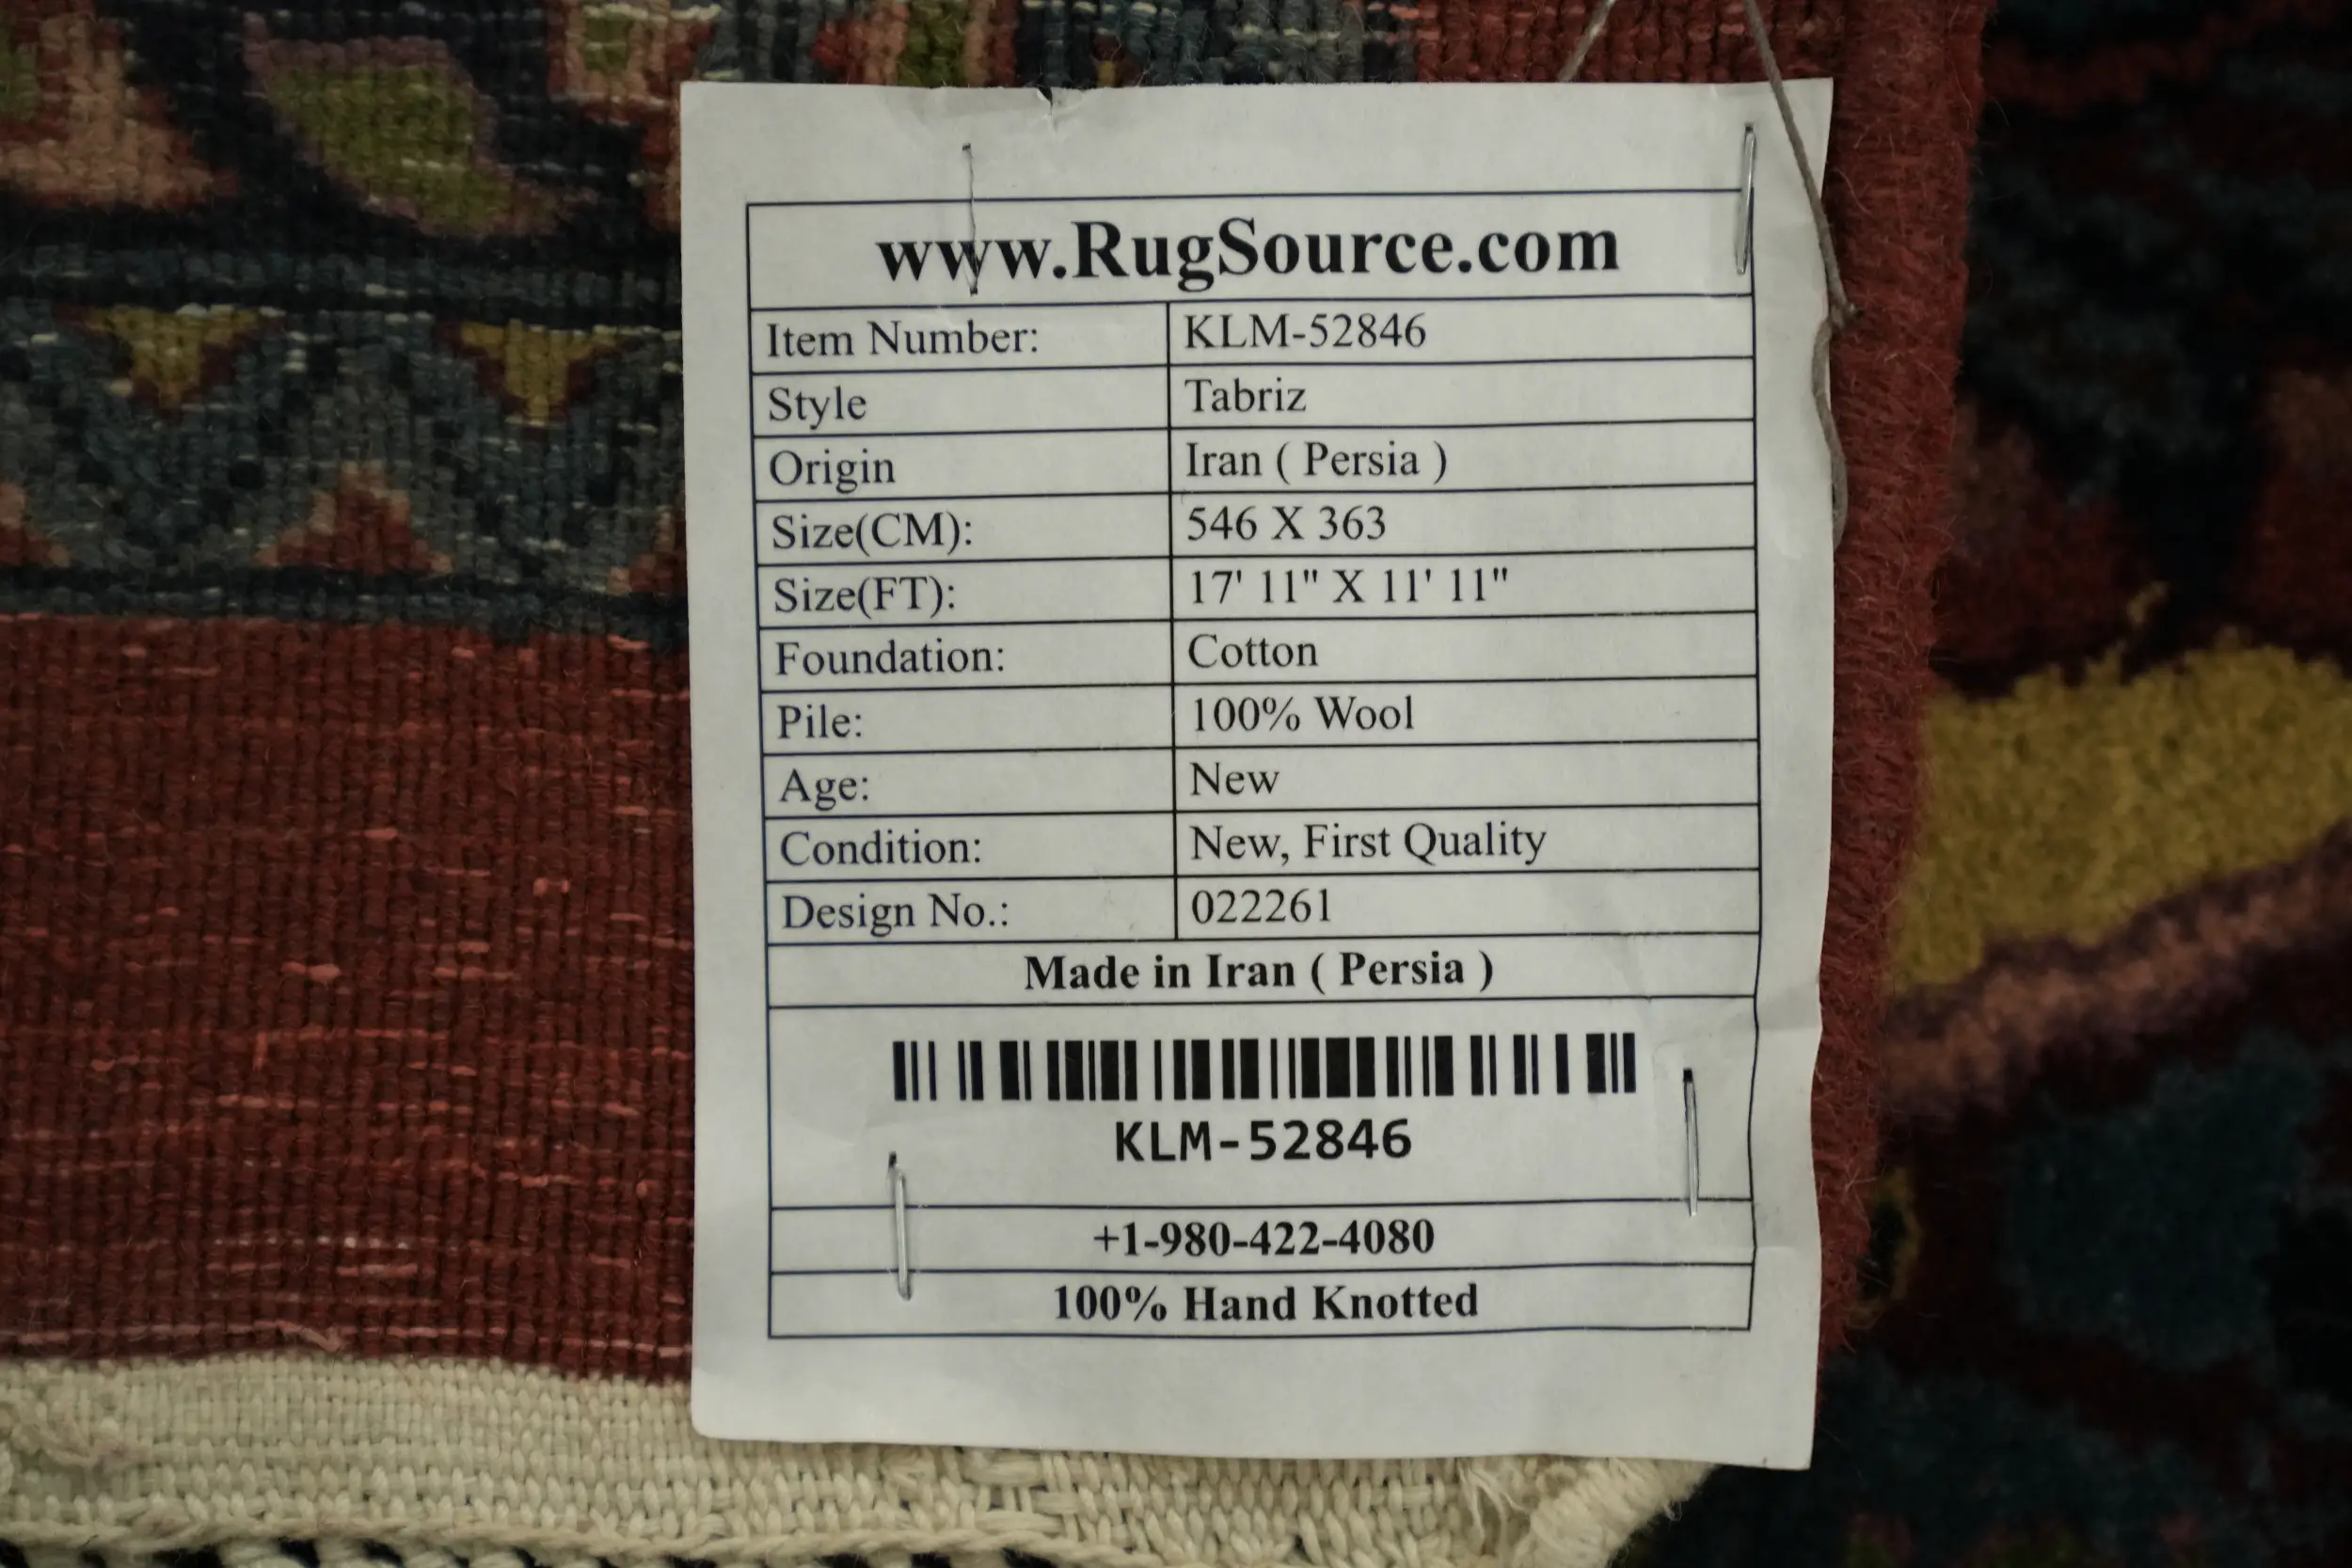 www.RugSource.com
Item Number: KLM-52846
Style Tabriz
Origin Iran ( Persia )
Size(CM): 546 X 363
Size(FT): 17' 11" X 11' 11"
Foundation: Cotton
Pile: 100% Wool
Age: New
Condition: New, First Quality
Design No.: 022261
Made in Iran ( Persia )
KLM-52846
+1-980-422-4080
100% Hand Knotted